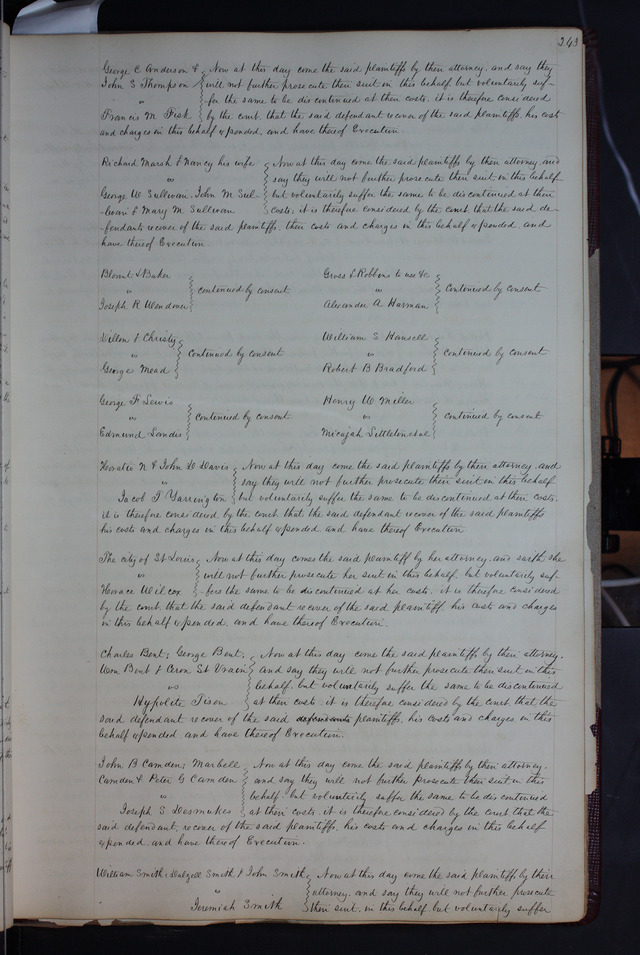 243
George C Anderson & Now at this day come the said plaintiffs by their attorney, and say they
John S Thompson will not further prosecute their suit in this behalf but voluntarily suf-
vs -fer the same to be discontinued at their costs, it is therefore considered
Francis M Fisk by the court, that the said defendant recover of the said plaintiffs, his costs
and charges in this behalf expended, and have thereof Execution
Richard Marsh & Nancy his wife Now at this day come the said plaintiffs by their attorney, and
vs say they will not further prosecute their suit in this behalf
George W Sullivan, John M Sul- but voluntarily suffer the same to be discontinued at their
-livan & Mary M Sullivan costs; it is therefore considered by the court, that the said de-
-fendants recover of the said plaintiffs, their costs and charges in this behalf expended, and
have thereof Execution.
Blount & Baker
vs continued by consent
Joseph R
Gross & Robbins to use &c
vs continued by consent
Alexander A Harman
Dillon & Christy
vs continued by consent
George Mead
William S Hansell
vs continued by consent
Robert B Bradford
George F Lewis
vs continued by consent
Edmund Landis
Henry W Miller
vs continued by consent
Micajah Littleton et al
Horatio N & John D Davis Now at this day come the said plaintiffs by their attorney, and
vs say they will not further prosecute their suit in this behalf
Jacob T Yarrington but voluntarily suffer the same to be discontinued at their costs,
it is therefore considered by the court that the said defendant recover of the said plaintiffs
his costs and charges in this behalf expended and have thereof Execution
The city of St Louis Now at this day comes the said plaintiff by her attorney, and saith she
vs will not further prosecute her suit in this behalf, but voluntarily suf-
Horace Wilcox -fers the same to be discontinued at her costs, it is therefore considered
by the court, that the said defendant recover of the said plaintiff his costs and charges
in this behalf expended, and have thereof Execution.
Charles Bent, George Bent, Now at this day come the said plaintiffs by their attorney,
Wm Bent & Ceron St Vrain and say they will not further prosecute their suit in this
vs behalf, but voluntarily suffer the same to be discontinued
Hypolete Tison at their costs, it is therefore considered by the court, that the
said defendant recover of the said defendants plaintiffs, his costs and charges in this
behalf expended and have thereof Execution.
John B Camden, Marbell Now at this day come the said plaintiffs by their attorney,
Camden & Peter G Camden and say they will not further prosecute their suit in this
vs behalf, but voluntarily suffer the same to be discontinued
Joseph S Desmukes at their costs, it is therefore considered by the court that the
said defendant, recover of the said plaintiffs, his costs and charges in this behalf
expended, and have thereof Execution.
William Smith, Dalzell Smith & John Smith Now at this day come the said plaintiffs, by their
vs attorney, and say they will not further prosecute
Jeremiah Smith their suit, in this behalf, but voluntarily suffer